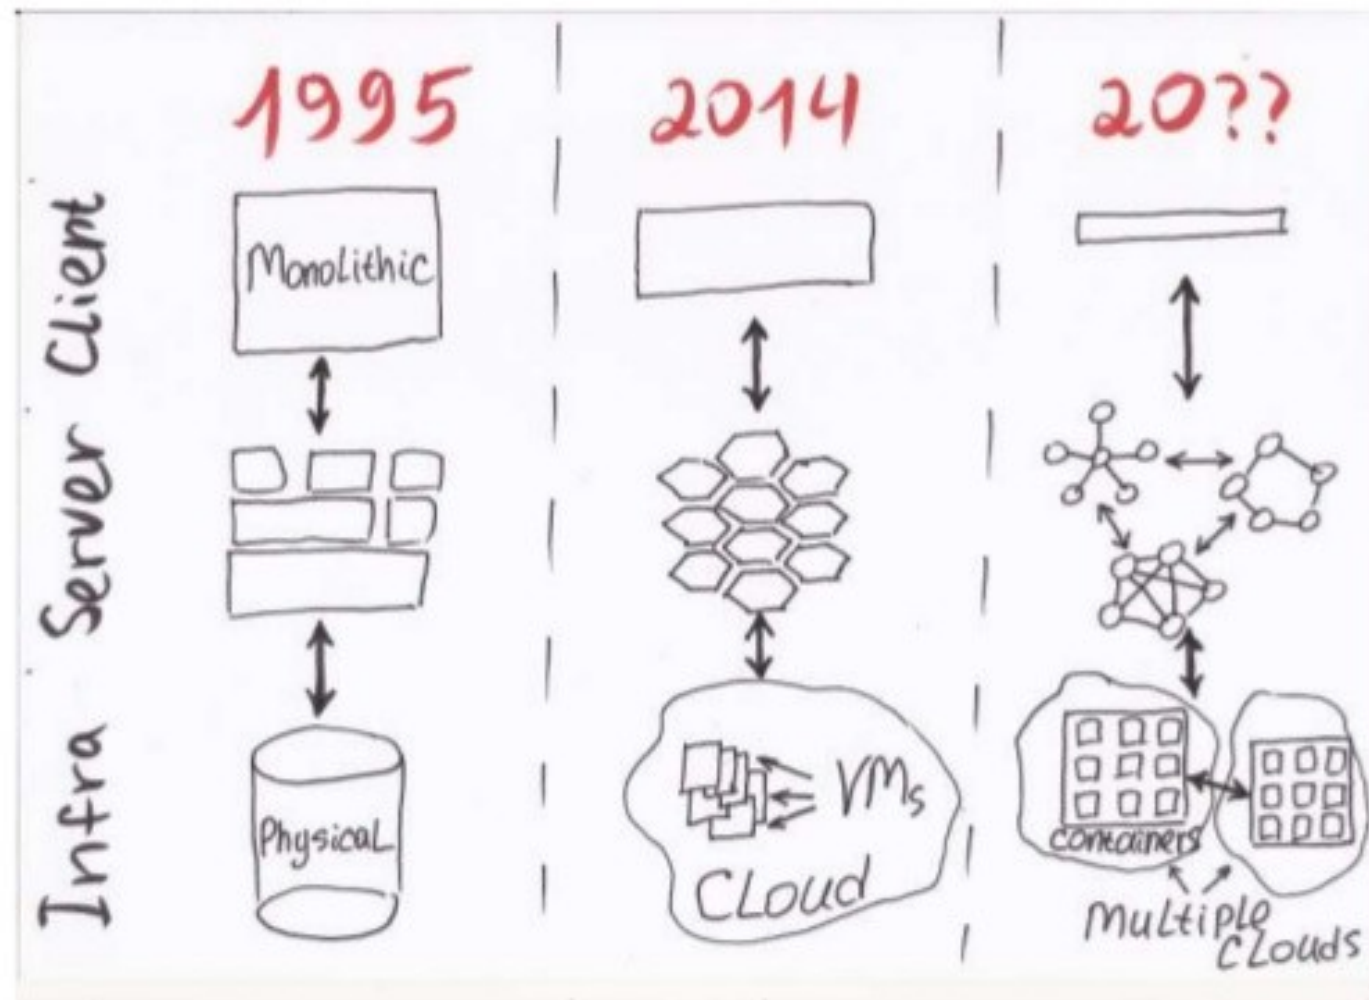 1995
2014
20??
Client
Server
Infra
Monolithic
Physical
VMs
Cloud
containers
Multiple
Clouds